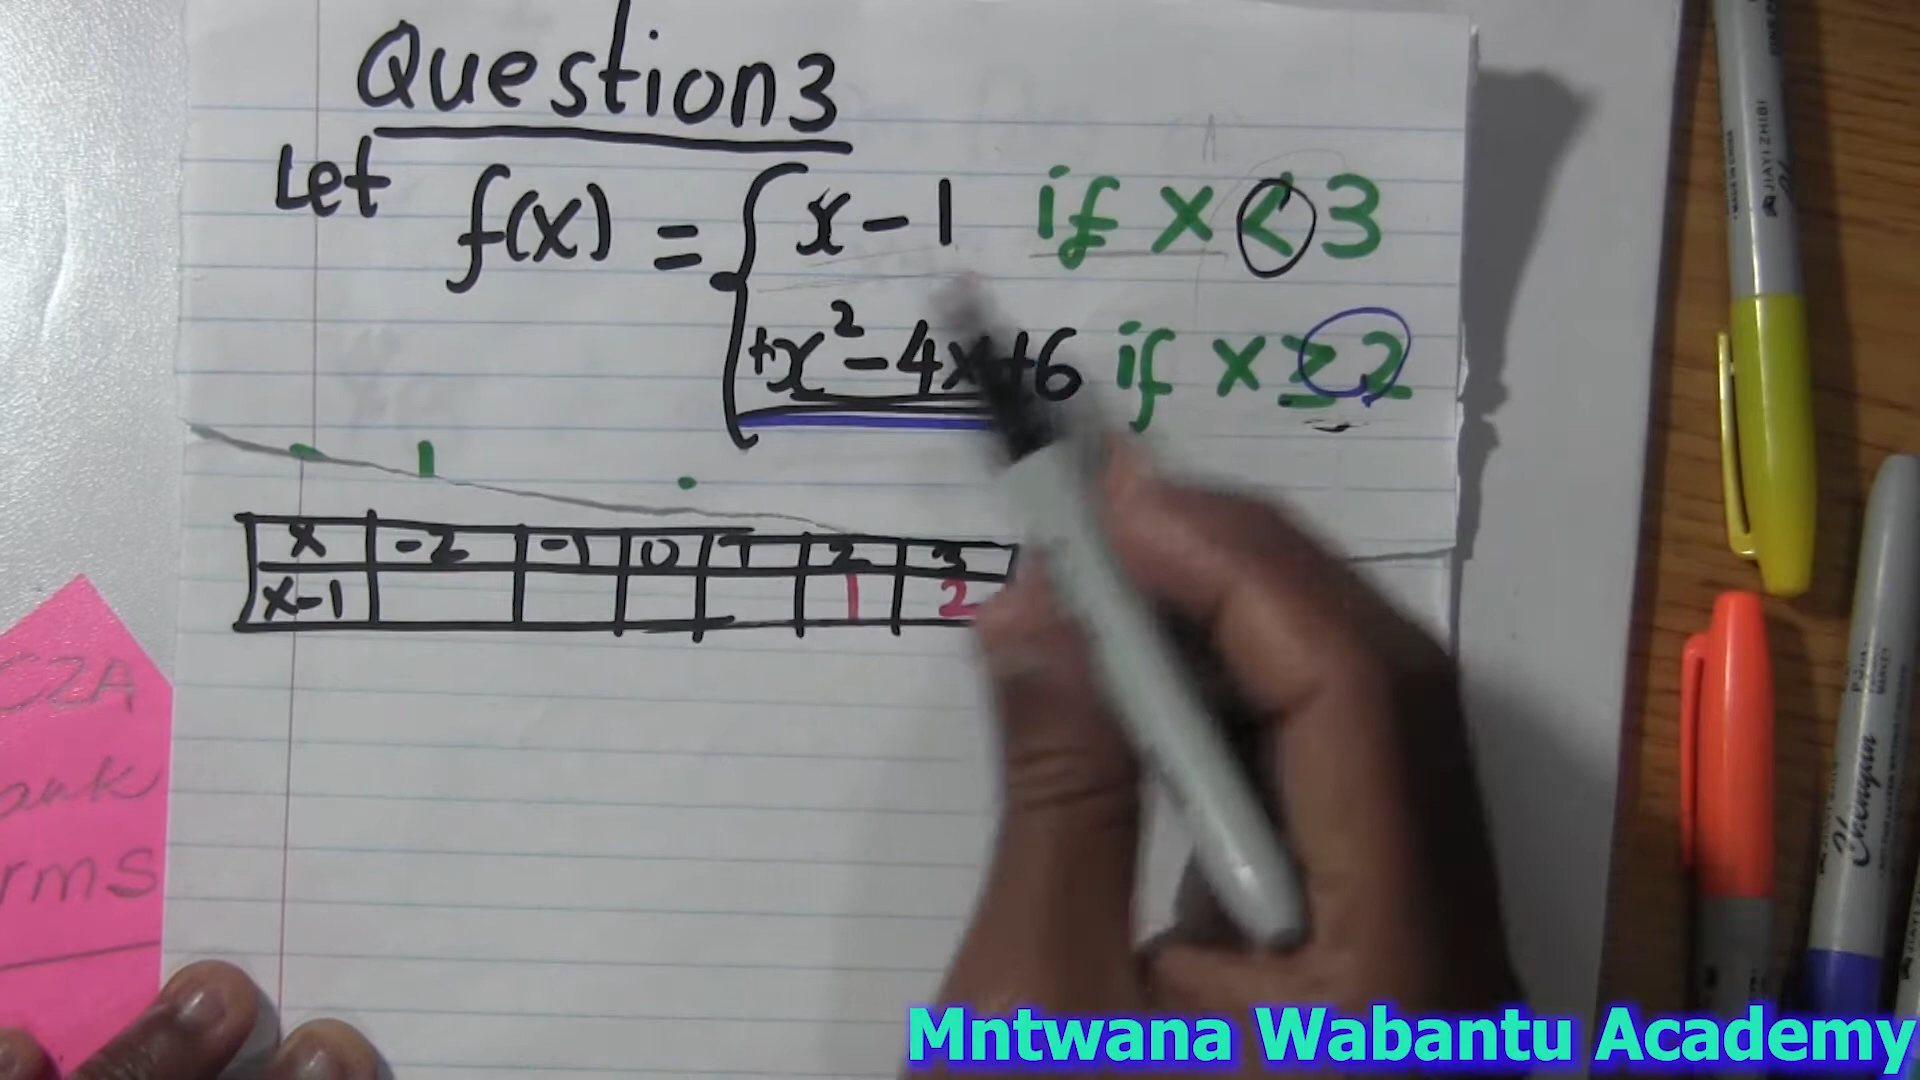 Question 3
Let f(x) = { x - 1 if x < 3
+x² - 4x + 6 if x ≥ 2
x -2 -1 0 1 2 3
x-1 1 2
rms
Mntwana Wabantu Academy